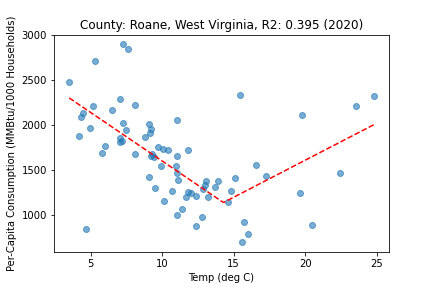 County: Roane, West Virginia, R2: 0.395 (2020)
Per-Capita Consumption (MMBtu/1000 Households)
3000
2500
2000
1500
1000
5 10 15 20 25
Temp (deg C)